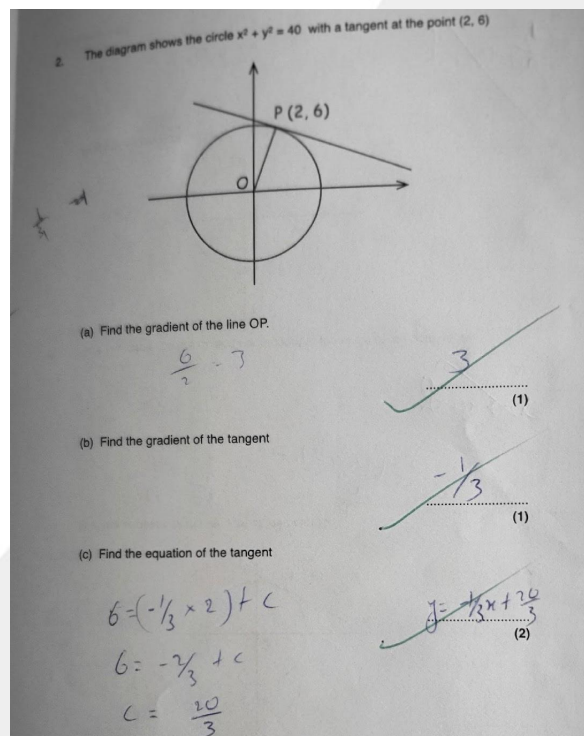 2. The diagram shows the circle x² + y² = 40 with a tangent at the point (2, 6)
P (2, 6)
O
(a) Find the gradient of the line OP.
6/2 = 3
3
(1)
(b) Find the gradient of the tangent
-1/3
(1)
(c) Find the equation of the tangent
6=(-1/3 × 2)+ c
y= -1/3x + 20/3
(2)
6= -2/3 + c
c = 20/3